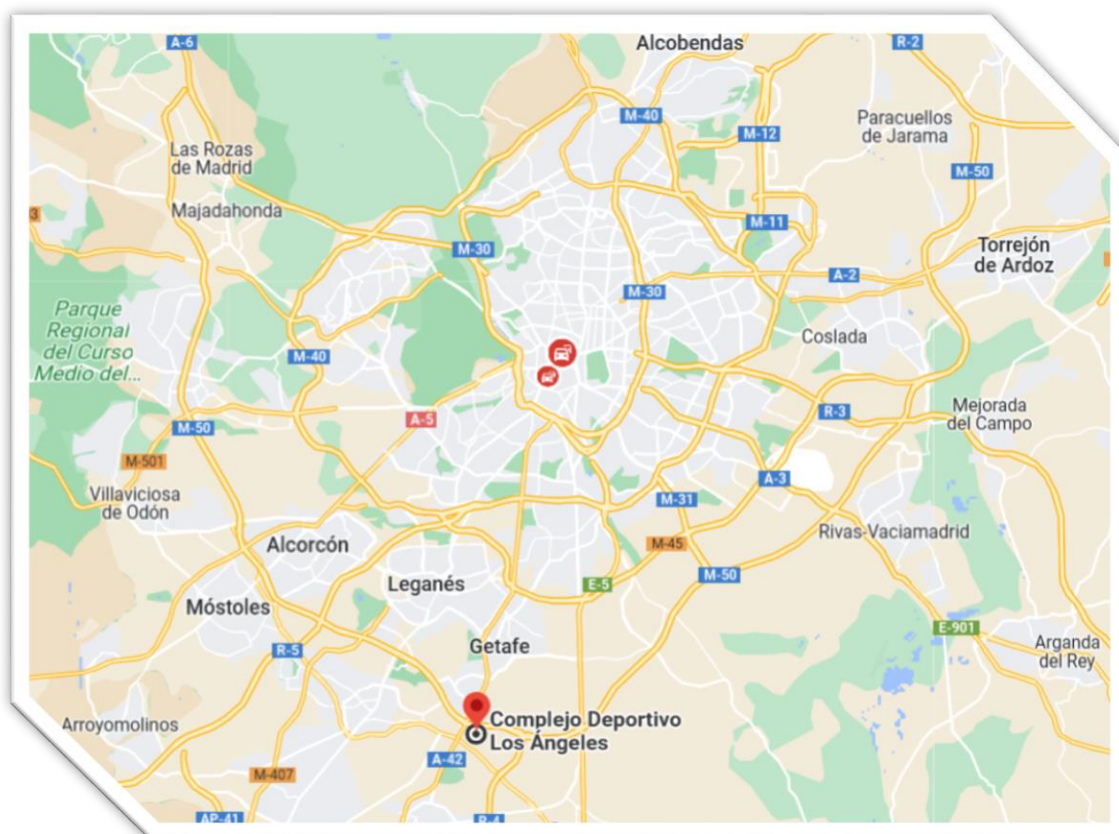 A-6
Alcobendas
R-2
M-40
M-12
Paracuellos
de Jarama
Las Rozas
de Madrid
M-50
Majadahonda
3
M-11
M-30
Torrejón
de Ardoz
A-2
M-30
Parque
Regional
del Curso
Medio del...
Coslada
M-40
A-5
R-3
Mejorada
del Campo
M-50
M-501
A-3
Villaviciosa
de Odón
M-31
Rivas-Vaciamadrid
Alcorcón
M-45
Leganés
E-5
M-50
Móstoles
E-901
Getafe
R-5
Arganda
del Rey
Arroyomolinos
Complejo Deportivo
Los Ángeles
A-42
M-407
AP-41
R-4